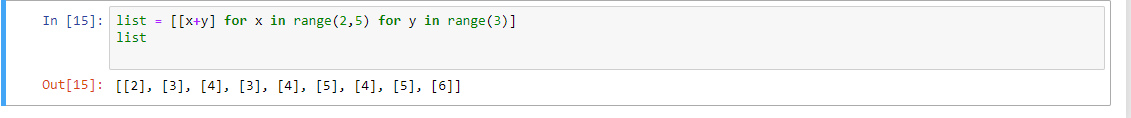 In [15]: list = [[x+y] for x in range(2,5) for y in range(3)]
list
Out[15]: [[2], [3], [4], [3], [4], [5], [4], [5], [6]]